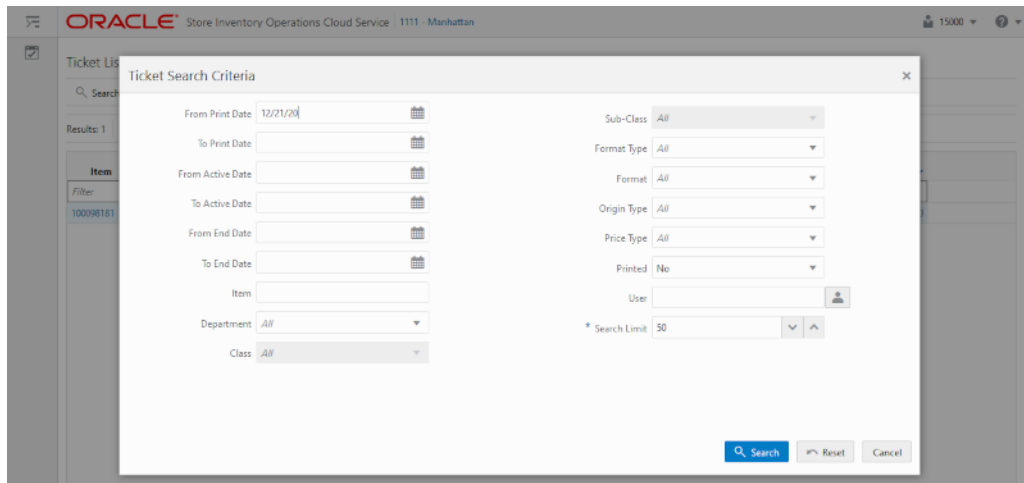 ORACLE Store Inventory Operations Cloud Service 1111 - Manhattan 15000
Ticket Lis
Search
Results: 1
Item
Filter
100098181
Ticket Search Criteria
From Print Date 12/21/20
To Print Date
From Active Date
To Active Date
From End Date
To End Date
Item
Department All
Class All
Sub-Class All
Format Type All
Format All
Origin Type All
Price Type All
Printed No
User
* Search Limit 50
Search Reset Cancel